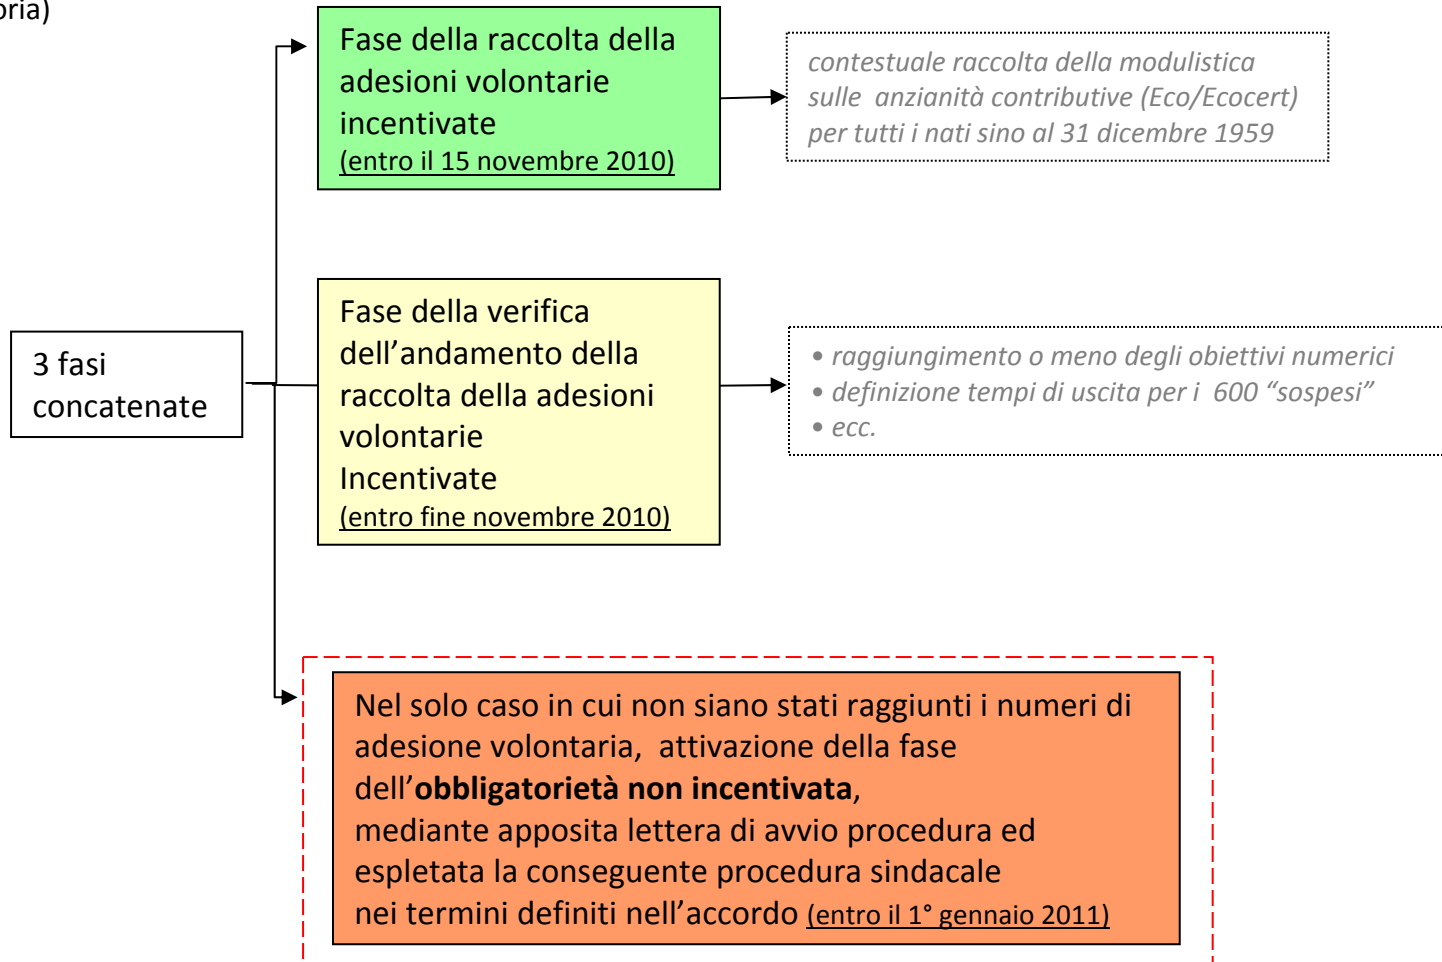 oria)
Fase della raccolta della
adesioni volontarie
incentivate
(entro il 15 novembre 2010)
contestuale raccolta della modulistica
sulle anzianità contributive (Eco/Ecocert)
per tutti i nati sino al 31 dicembre 1959
3 fasi
concatenate
Fase della verifica
dell’andamento della
raccolta della adesioni
volontarie
Incentivate
(entro fine novembre 2010)
• raggiungimento o meno degli obiettivi numerici
• definizione tempi di uscita per i 600 “sospesi”
• ecc.
Nel solo caso in cui non siano stati raggiunti i numeri di
adesione volontaria, attivazione della fase
dell’obbligatorietà non incentivata,
mediante apposita lettera di avvio procedura ed
espletata la conseguente procedura sindacale
nei termini definiti nell’accordo (entro il 1° gennaio 2011)